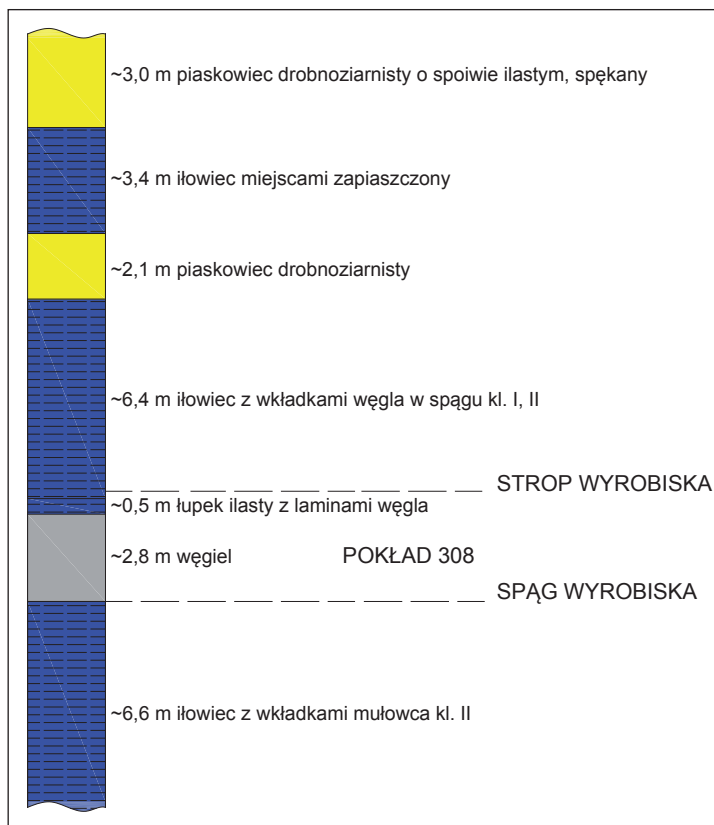 ~3,0 m piaskowiec drobnoziarnisty o spoiwie ilastym, spękany
~3,4 m iłowiec miejscami zapiaszczony
~2,1 m piaskowiec drobnoziarnisty
~6,4 m iłowiec z wkładkami węgla w spągu kl. I, II
STROP WYROBISKA
~0,5 m łupek ilasty z laminami węgla
~2,8 m węgiel POKŁAD 308
SPĄG WYROBISKA
~6,6 m iłowiec z wkładkami mułowca kl. II